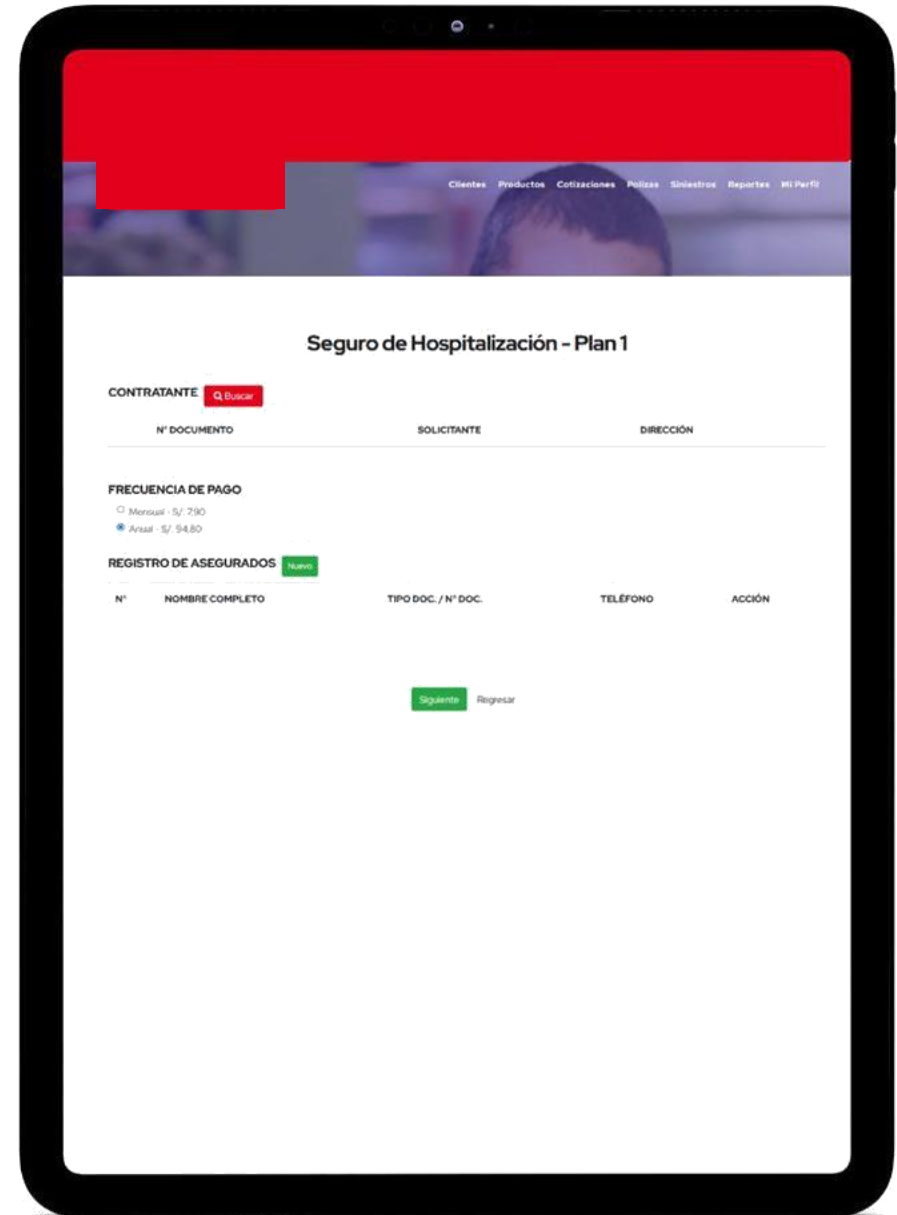 Clientes Productos Cotizaciones Polizas Siniestros Reportes Mi Perfil
Seguro de Hospitalización - Plan 1
CONTRATANTE Buscar
N° DOCUMENTO SOLICITANTE DIRECCIÓN
FRECUENCIA DE PAGO
Mensual - S/. 7.90
Anual - S/. 94.80
REGISTRO DE ASEGURADOS Nuevo
N° NOMBRE COMPLETO TIPO DOC. / N° DOC. TELÉFONO ACCIÓN
Siguiente Regresar